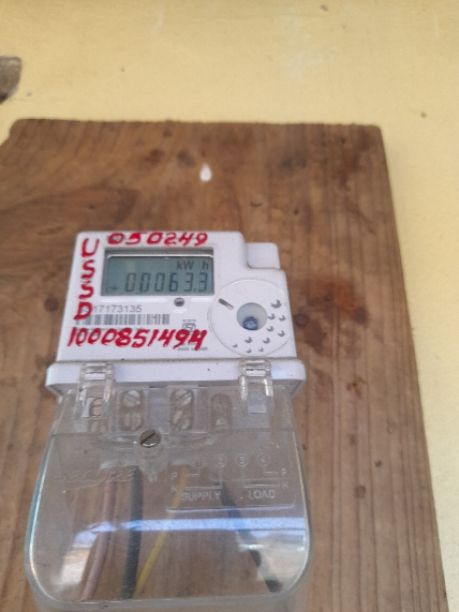 050249
USSD
kW h
00063.3
17173135
1000851494
SUPPLY LOAD